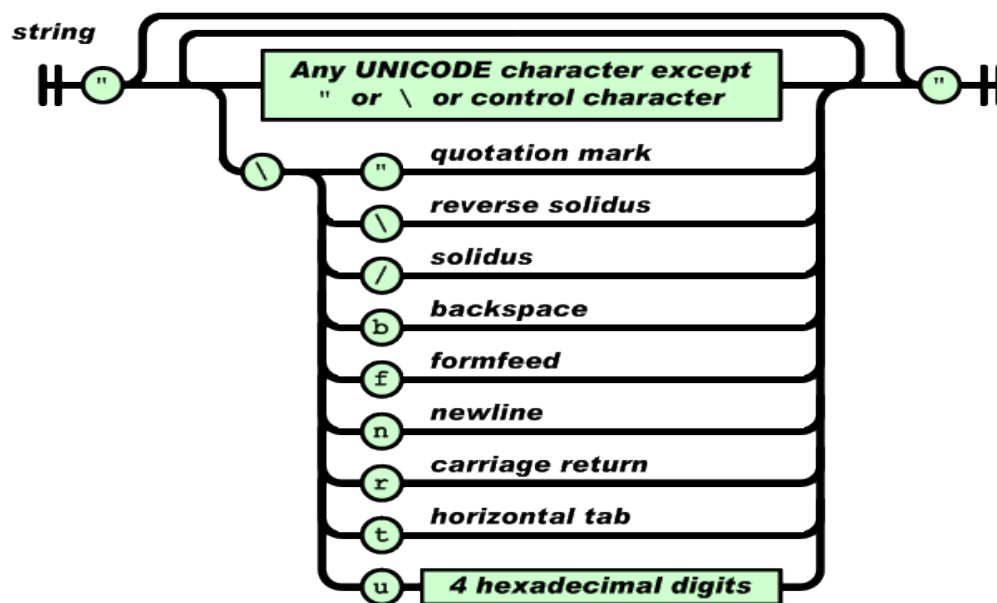 string
" Any UNICODE character except "
" or \ or control character
\ " quotation mark
\ reverse solidus
/ solidus
b backspace
f formfeed
n newline
r carriage return
t horizontal tab
u 4 hexadecimal digits